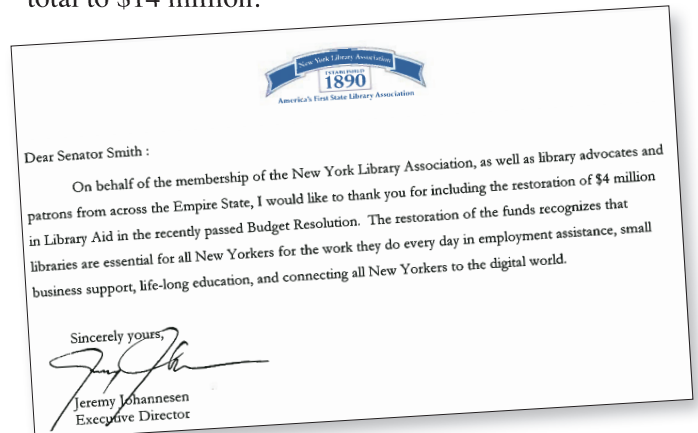 total to $14 million.
New York Library Association
ESTABLISHED
1890
America's First State Library Association
Dear Senator Smith :
On behalf of the membership of the New York Library Association, as well as library advocates and
patrons from across the Empire State, I would like to thank you for including the restoration of $4 million
in Library Aid in the recently passed Budget Resolution. The restoration of the funds recognizes that
libraries are essential for all New Yorkers for the work they do every day in employment assistance, small
business support, life-long education, and connecting all New Yorkers to the digital world.
Sincerely yours,
Jeremy Johannesen
Executive Director